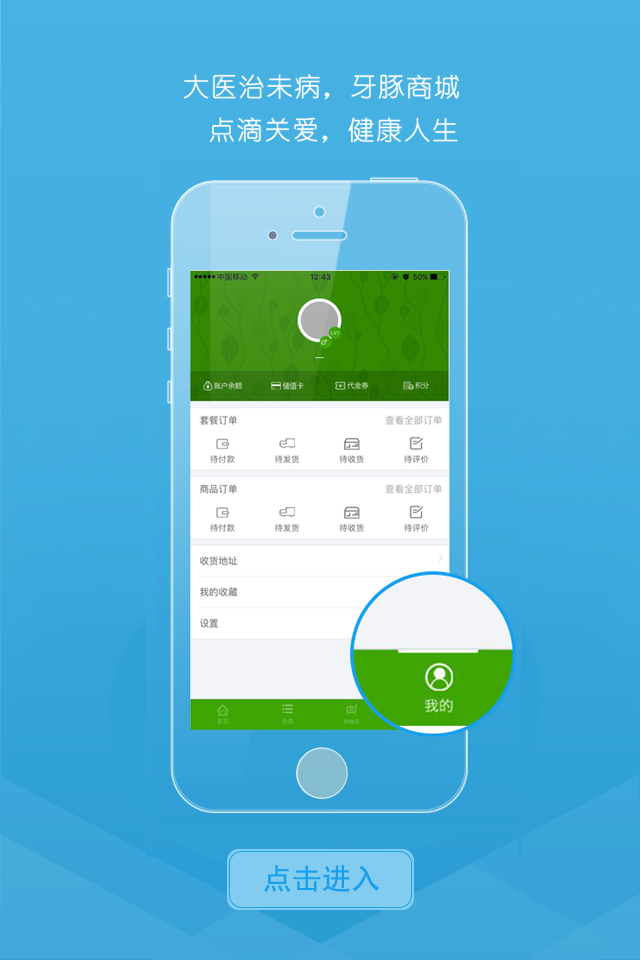 大医治未病，牙豚商城
点滴关爱，健康人生
中国移动 12:43 50%
LV1
账户余额 储值卡 代金券 积分
套餐订单 查看全部订单
待付款 待发货 待收货 待评价
商品订单 查看全部订单
待付款 待发货 待收货 待评价
收货地址
我的收藏
设置
首页 分类 购物车 我的
点击进入